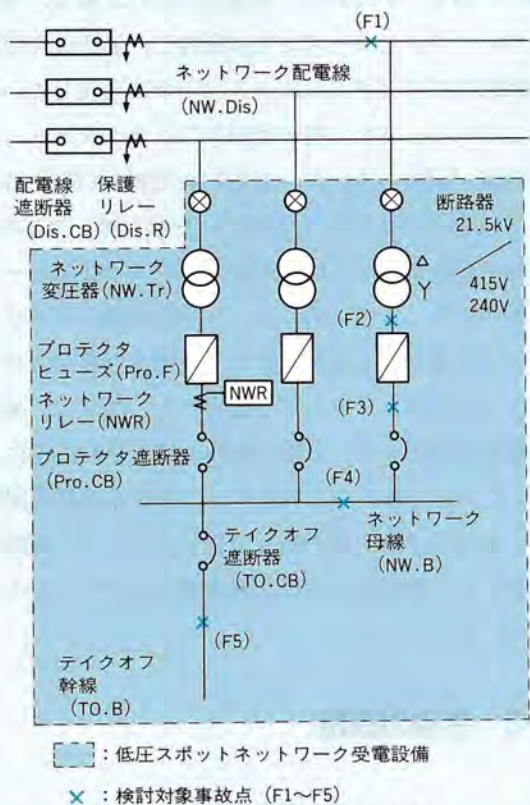 (F1)
ネットワーク配電線
(NW.Dis)
配電線
遮断器
(Dis.CB)
保護
リレー
(Dis.R)
断路器
21.5kV
415V
240V
ネットワーク
変圧器(NW.Tr)
Δ
Y
(F2)
プロテクタ
ヒューズ(Pro.F)
ネットワーク
リレー(NWR)
NWR
(F3)
プロテクタ遮断器
(Pro.CB)
(F4)
テイクオフ
遮断器
(TO.CB)
ネットワーク
母線
(NW.B)
(F5)
テイクオフ
幹線
(TO.B)
:低圧スポットネットワーク受電設備
×:検討対象事故点 (F1〜F5)